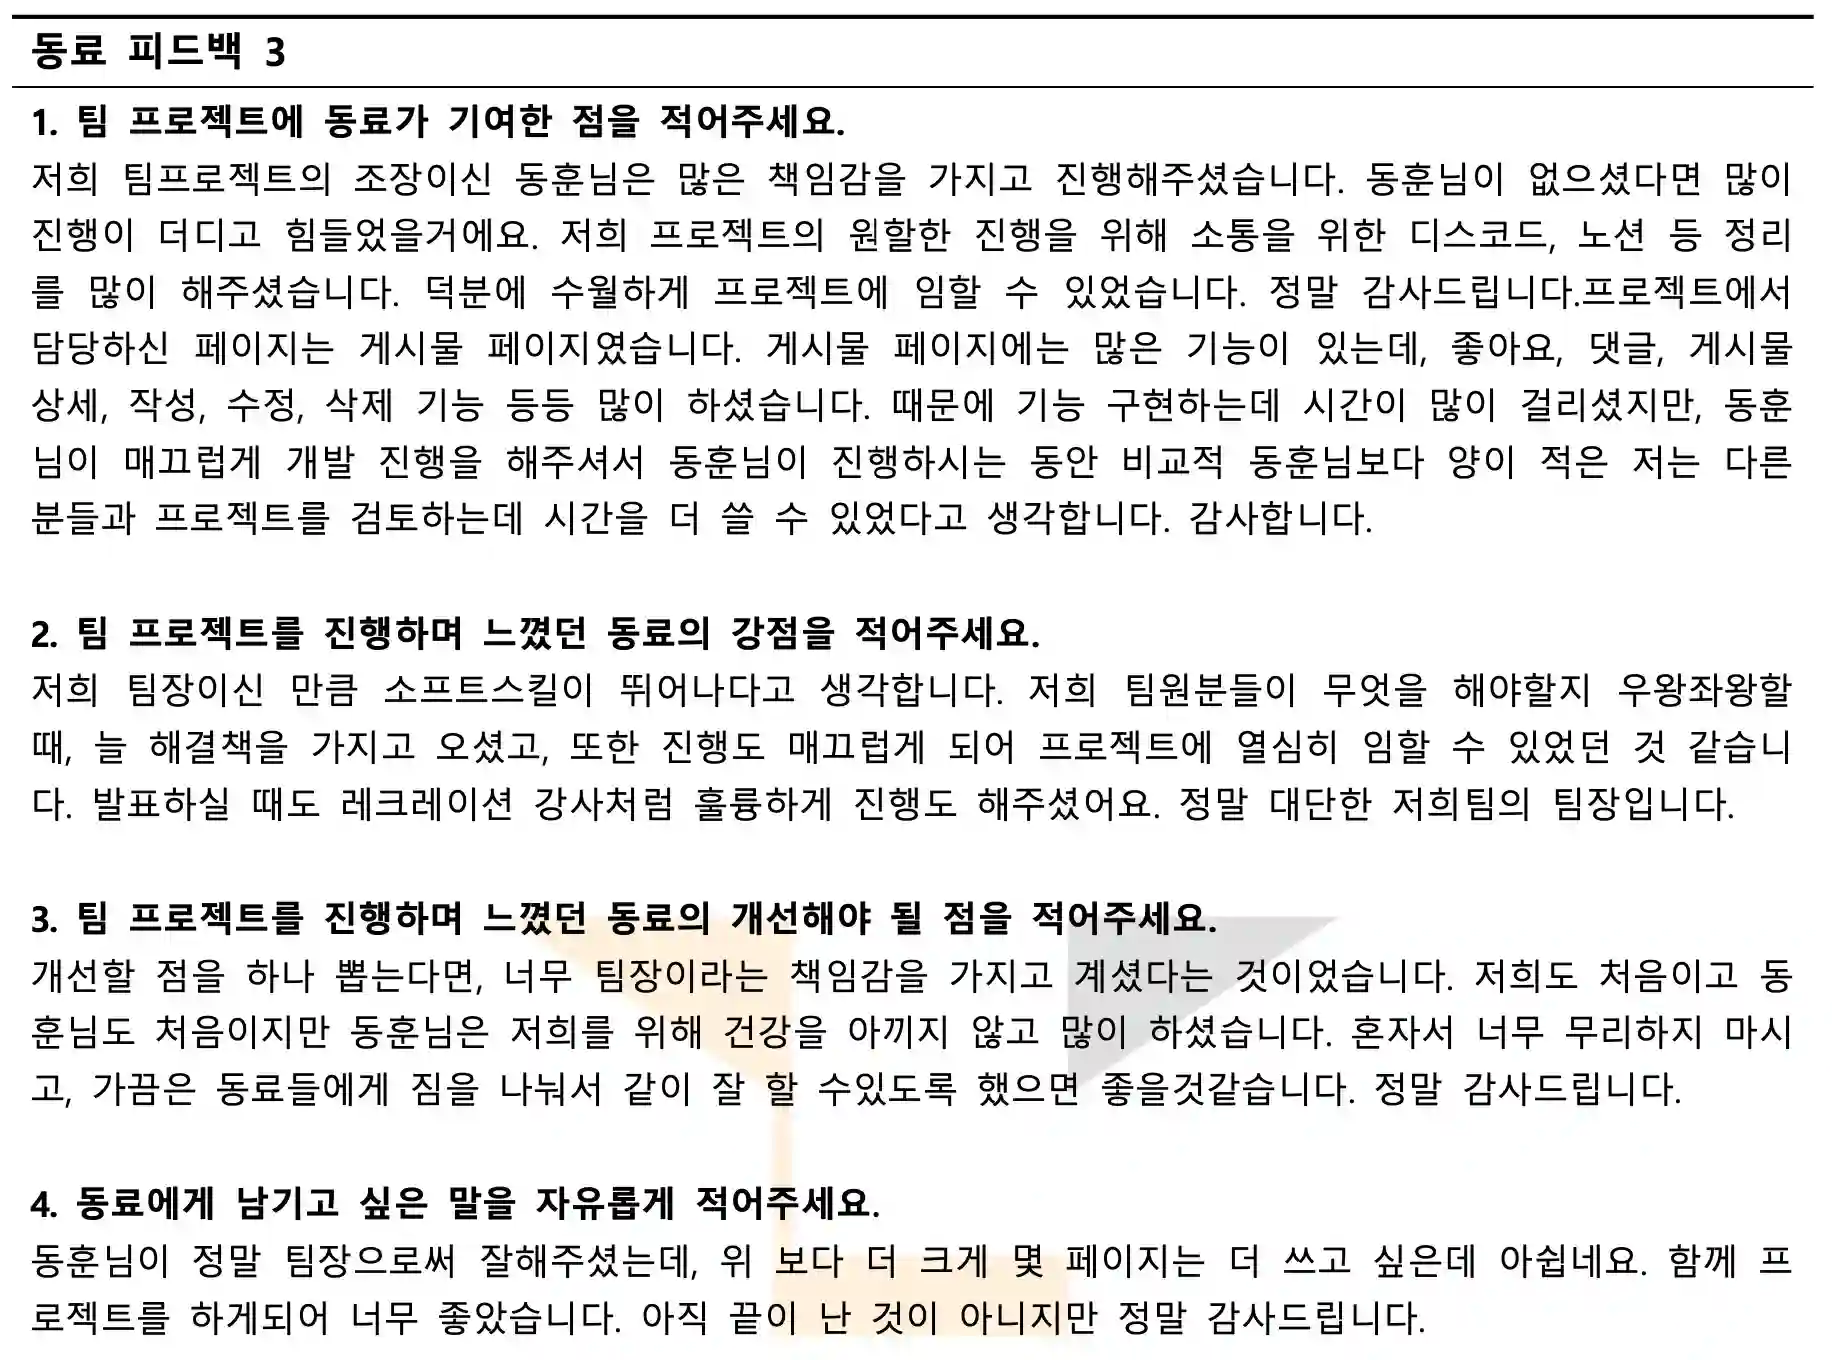 동료 피드백 3
1. 팀 프로젝트에 동료가 기여한 점을 적어주세요.
저희 팀프로젝트의 조장이신 동훈님은 많은 책임감을 가지고 진행해주셨습니다. 동훈님이 없으셨다면 많이
진행이 더디고 힘들었을거에요. 저희 프로젝트의 원할한 진행을 위해 소통을 위한 디스코드, 노션 등 정리
를 많이 해주셨습니다. 덕분에 수월하게 프로젝트에 임할 수 있었습니다. 정말 감사드립니다.프로젝트에서
담당하신 페이지는 게시물 페이지였습니다. 게시물 페이지에는 많은 기능이 있는데, 좋아요, 댓글, 게시물
상세, 작성, 수정, 삭제 기능 등등 많이 하셨습니다. 때문에 기능 구현하는데 시간이 많이 걸리셨지만, 동훈
님이 매끄럽게 개발 진행을 해주셔서 동훈님이 진행하시는 동안 비교적 동훈님보다 양이 적은 저는 다른
분들과 프로젝트를 검토하는데 시간을 더 쓸 수 있었다고 생각합니다. 감사합니다.
2. 팀 프로젝트를 진행하며 느꼈던 동료의 강점을 적어주세요.
저희 팀장이신 만큼 소프트스킬이 뛰어나다고 생각합니다. 저희 팀원분들이 무엇을 해야할지 우왕좌왕할
때, 늘 해결책을 가지고 오셨고, 또한 진행도 매끄럽게 되어 프로젝트에 열심히 임할 수 있었던 것 같습니
다. 발표하실 때도 레크레이션 강사처럼 훌륭하게 진행도 해주셨어요. 정말 대단한 저희팀의 팀장입니다.
3. 팀 프로젝트를 진행하며 느꼈던 동료의 개선해야 될 점을 적어주세요.
개선할 점을 하나 뽑는다면, 너무 팀장이라는 책임감을 가지고 계셨다는 것이었습니다. 저희도 처음이고 동
훈님도 처음이지만 동훈님은 저희를 위해 건강을 아끼지 않고 많이 하셨습니다. 혼자서 너무 무리하지 마시
고, 가끔은 동료들에게 짐을 나눠서 같이 잘 할 수있도록 했으면 좋을것같습니다. 정말 감사드립니다.
4. 동료에게 남기고 싶은 말을 자유롭게 적어주세요.
동훈님이 정말 팀장으로써 잘해주셨는데, 위 보다 더 크게 몇 페이지는 더 쓰고 싶은데 아쉽네요. 함께 프
로젝트를 하게되어 너무 좋았습니다. 아직 끝이 난 것이 아니지만 정말 감사드립니다.